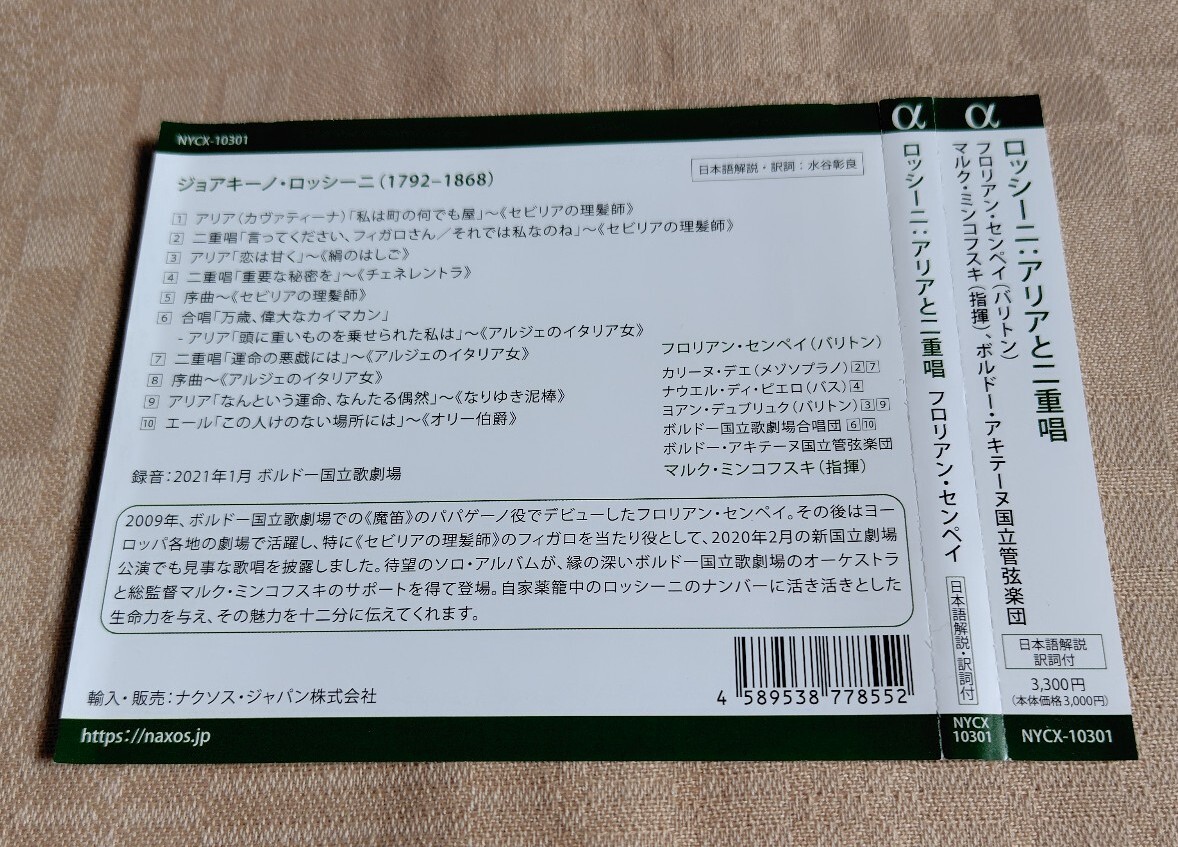 NYCX-10301
日本語解説・訳詞：水谷彰良
ジョアキーノ・ロッシーニ(1792–1868)
1 アリア（カヴァティーナ）「私は町の何でも屋」〜《セビリアの理髪師》
2 二重唱「言ってください、フィガロさん／それでは私なのね」〜《セビリアの理髪師》
3 アリア「恋は甘く」〜《絹のはしご》
4 二重唱「重要な秘密を」〜《チェネレントラ》
5 序曲〜《セビリアの理髪師》
6 合唱「万歳、偉大なカイマカン」
- アリア「頭に重いものを乗せられた私は」〜《アルジェのイタリア女》
7 二重唱「運命の悪戯には」〜《アルジェのイタリア女》
8 序曲〜《アルジェのイタリア女》
9 アリア「なんという運命、なんたる偶然」〜《なりゆき泥棒》
10 エール「この人けのない場所には」〜《オリー伯爵》
フロリアン・センペイ（バリトン）
カリーヌ・デエ（メゾソプラノ）2 7
ナウエル・ディ・ピエロ（バス）4
ヨアン・デュブリュク（バリトン）3 9
ボルドー国立歌劇場合唱団 6 10
ボルドー・アキテーヌ国立管弦楽団
マルク・ミンコフスキ（指揮）
録音：2021年1月 ボルドー国立歌劇場
2009年、ボルドー国立歌劇場での《魔笛》のパパゲーノ役でデビューしたフロリアン・センペイ。その後はヨー
ロッパ各地の劇場で活躍し、特に《セビリアの理髪師》のフィガロを当たり役として、2020年2月の新国立劇場
公演でも見事な歌唱を披露しました。待望のソロ・アルバムが、縁の深いボルドー国立歌劇場のオーケストラ
と総監督マルク・ミンコフスキのサポートを得て登場。自家薬籠中のロッシーニのナンバーに活き活きとした
生命力を与え、その魅力を十二分に伝えてくれます。
輸入・販売：ナクソス・ジャパン株式会社
4 589538 778552
https://naxos.jp
α
ロッシーニ：アリアと二重唱 フロリアン・センペイ
日本語解説・訳詞付
NYCX
10301
α
ロッシーニ：アリアと二重唱
フロリアン・センペイ（バリトン）
マルク・ミンコフスキ（指揮）、ボルドー・アキテーヌ国立管弦楽団
日本語解説
訳詞付
3,300円
（本体価格3,000円）
NYCX-10301